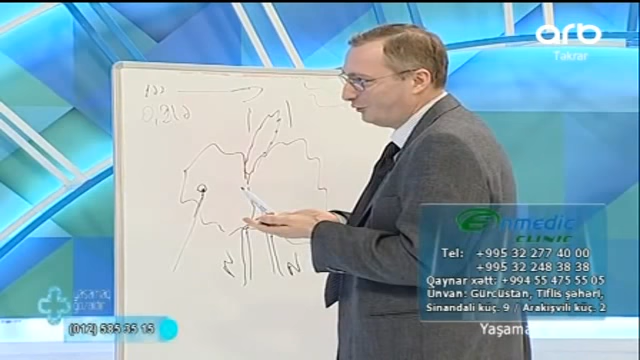 arb
Təkrar
Enmedic
CLINIC
Tel: +995 32 277 40 00
+995 32 248 38 38
Qaynar xətt: +994 55 475 55 05
Ünvan: Gürcüstan, Tiflis şəhəri,
Sinandali küç. 9 / Arakişvili küç. 2
(012) 585 35 15
Yaşama